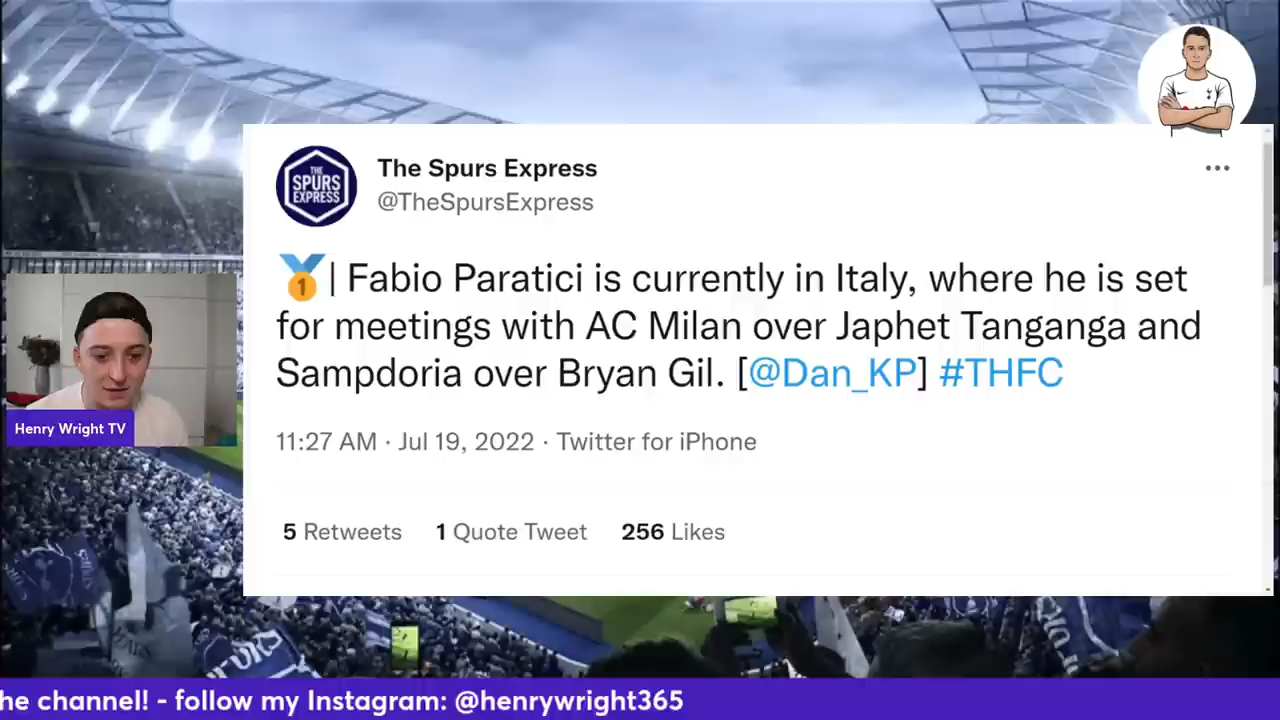 THE
SPURS
EXPRESS
The Spurs Express
@TheSpursExpress
🥇| Fabio Paratici is currently in Italy, where he is set
for meetings with AC Milan over Japhet Tanganga and
Sampdoria over Bryan Gil. [@Dan_KP] #THFC
11:27 AM · Jul 19, 2022 · Twitter for iPhone
5 Retweets 1 Quote Tweet 256 Likes
Henry Wright TV
he channel! - follow my Instagram: @henrywright365